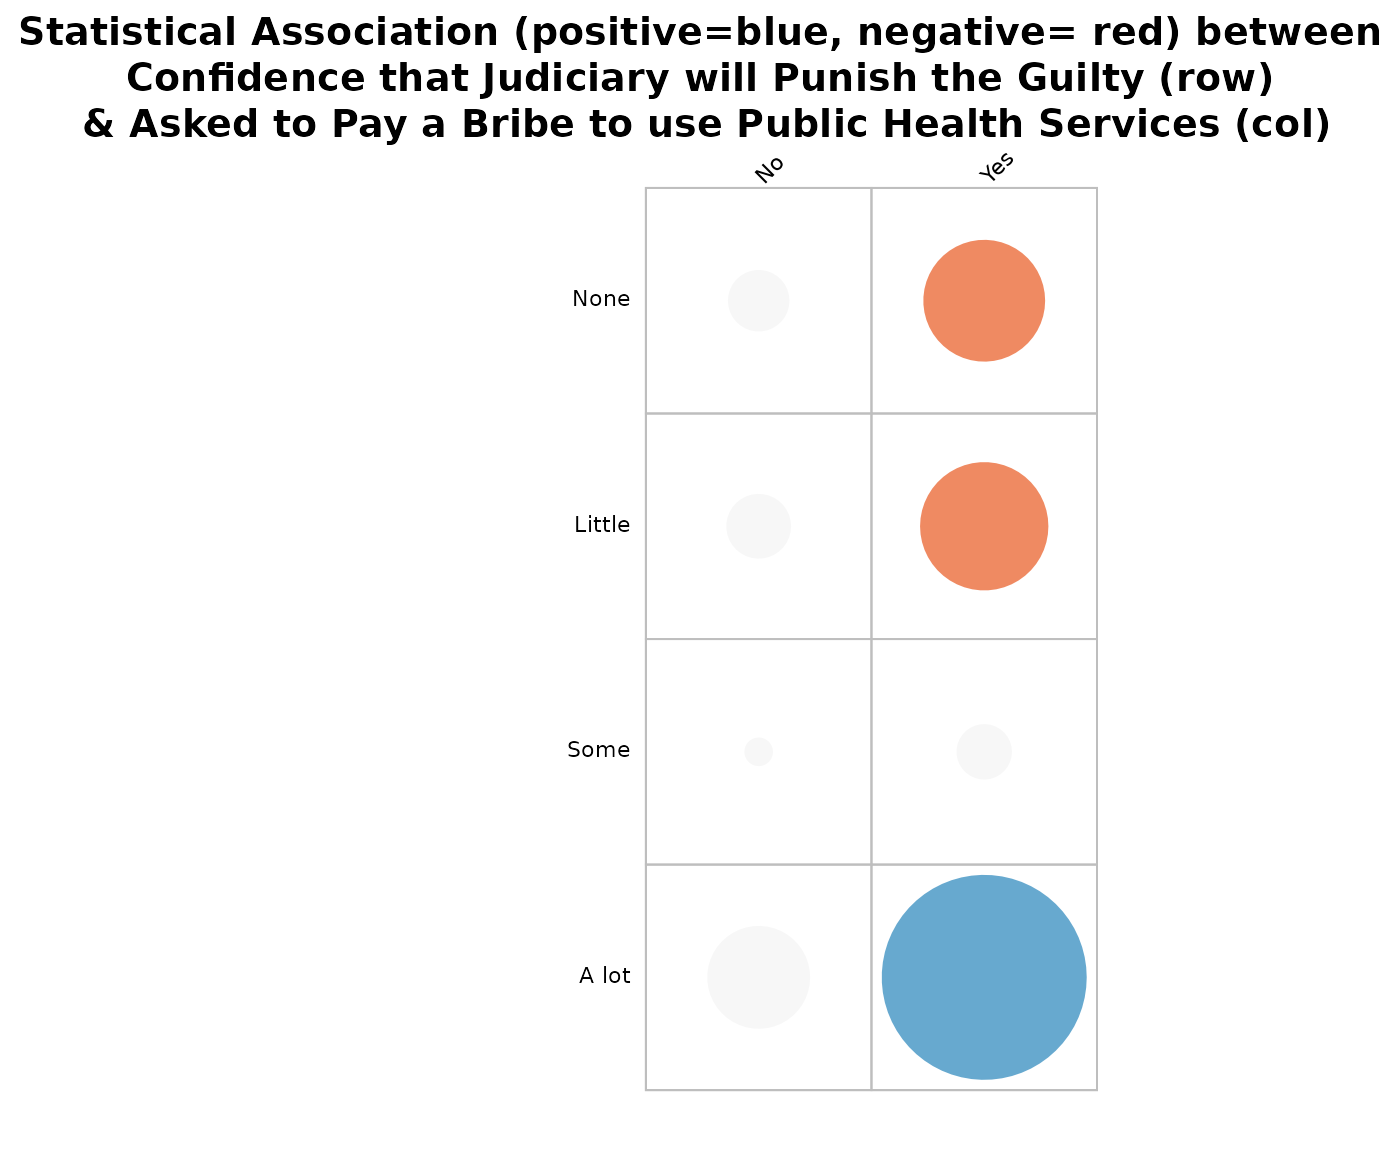 Statistical Association (positive=blue, negative= red) between
Confidence that Judiciary will Punish the Guilty (row)
& Asked to Pay a Bribe to use Public Health Services (col)
No
Yes
None
Little
Some
A lot